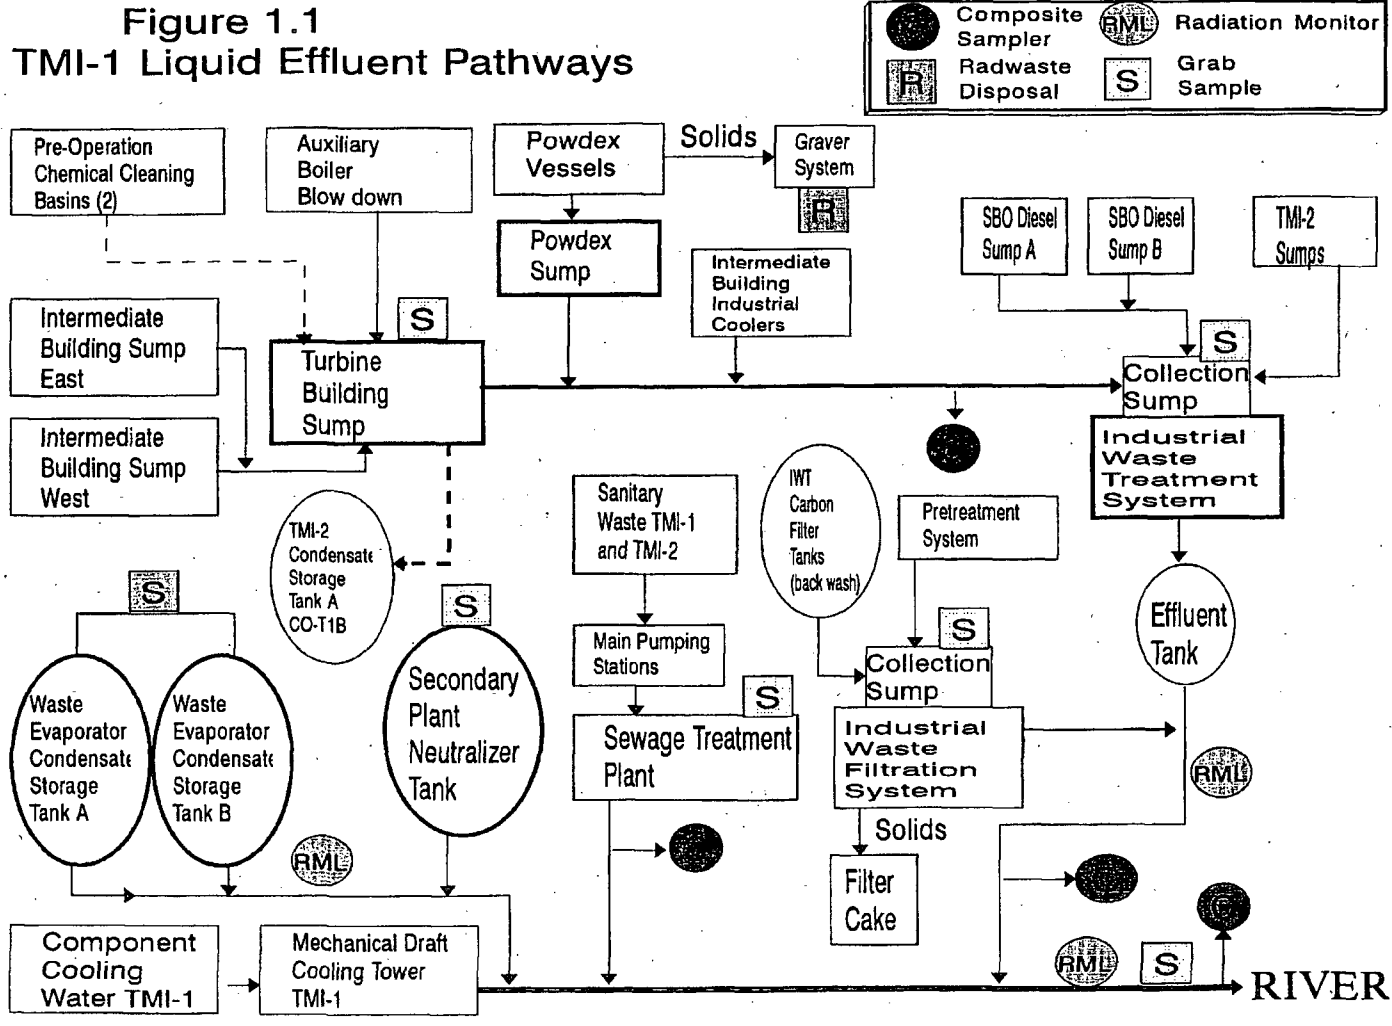 Figure 1.1
TMI-1 Liquid Effluent Pathways
Composite
Sampler
RML
Radiation Monitor
R
Radwaste
Disposal
S
Grab
Sample
Pre-Operation
Chemical Cleaning
Basins (2)
Auxiliary
Boiler
Blow down
Powdex
Vessels
Solids
Graver
System
R
Powdex
Sump
Intermediate
Building
Industrial
Coolers
SBO Diesel
Sump A
SBO Diesel
Sump B
TMI-2
Sumps
Intermediate
Building Sump
East
S
Turbine
Building
Sump
S
Collection
Sump
Intermediate
Building Sump
West
Industrial
Waste
Treatment
System
TMI-2
Condensate
Storage
Tank A
CO-T1B
Sanitary
Waste TMI-1
and TMI-2
IWT
Carbon
Filter
Tanks
(back wash)
Pretreatment
System
S
S
Effluent
Tank
Main Pumping
Stations
S
Collection
Sump
Waste
Evaporator
Condensate
Storage
Tank A
Waste
Evaporator
Condensate
Storage
Tank B
Secondary
Plant
Neutralizer
Tank
S
Sewage Treatment
Plant
Industrial
Waste
Filtration
System
RML
Solids
RML
Filter
Cake
Component
Cooling
Water TMI-1
Mechanical Draft
Cooling Tower
TMI-1
RML
S
RIVER